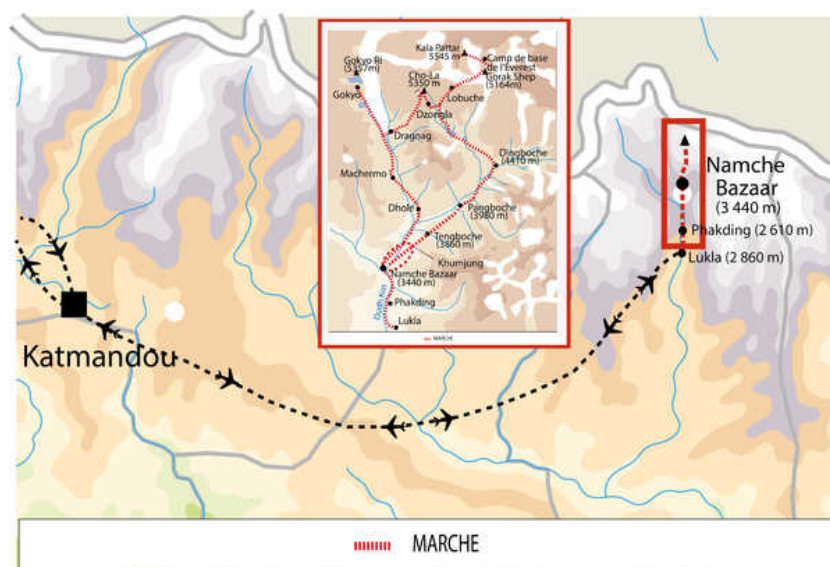 Kala Pattar
5545 m
Gokyo Ri
(5357m)
Camp de base
de l'Everest
Cho-La
5350 m
Gorak Shep
(5164m)
Gokyo
Lobuche
Dzongla
Dragnag
Dingboche
(4410 m)
Machermo
Dhole
Pangboche
(3980 m)
Tengboche
(3860 m)
Khumjung
Namche Bazaar
(3440 m)
Phakding
Lukla
MARCHE
Namche
Bazaar
(3 440 m)
Phakding (2 610 m)
Lukla (2 860 m)
Katmandou
MARCHE